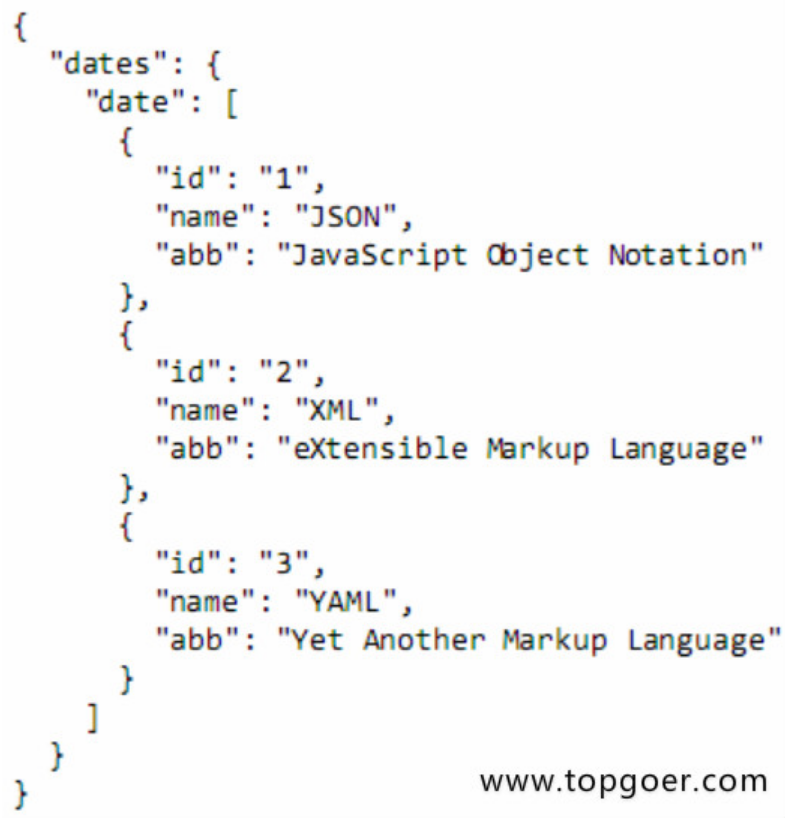 {
  "dates": {
    "date": [
      {
        "id": "1",
        "name": "JSON",
        "abb": "JavaScript Object Notation"
      },
      {
        "id": "2",
        "name": "XML",
        "abb": "eXtensible Markup Language"
      },
      {
        "id": "3",
        "name": "YAML",
        "abb": "Yet Another Markup Language"
      }
    ]
  }
}
www.topgoer.com